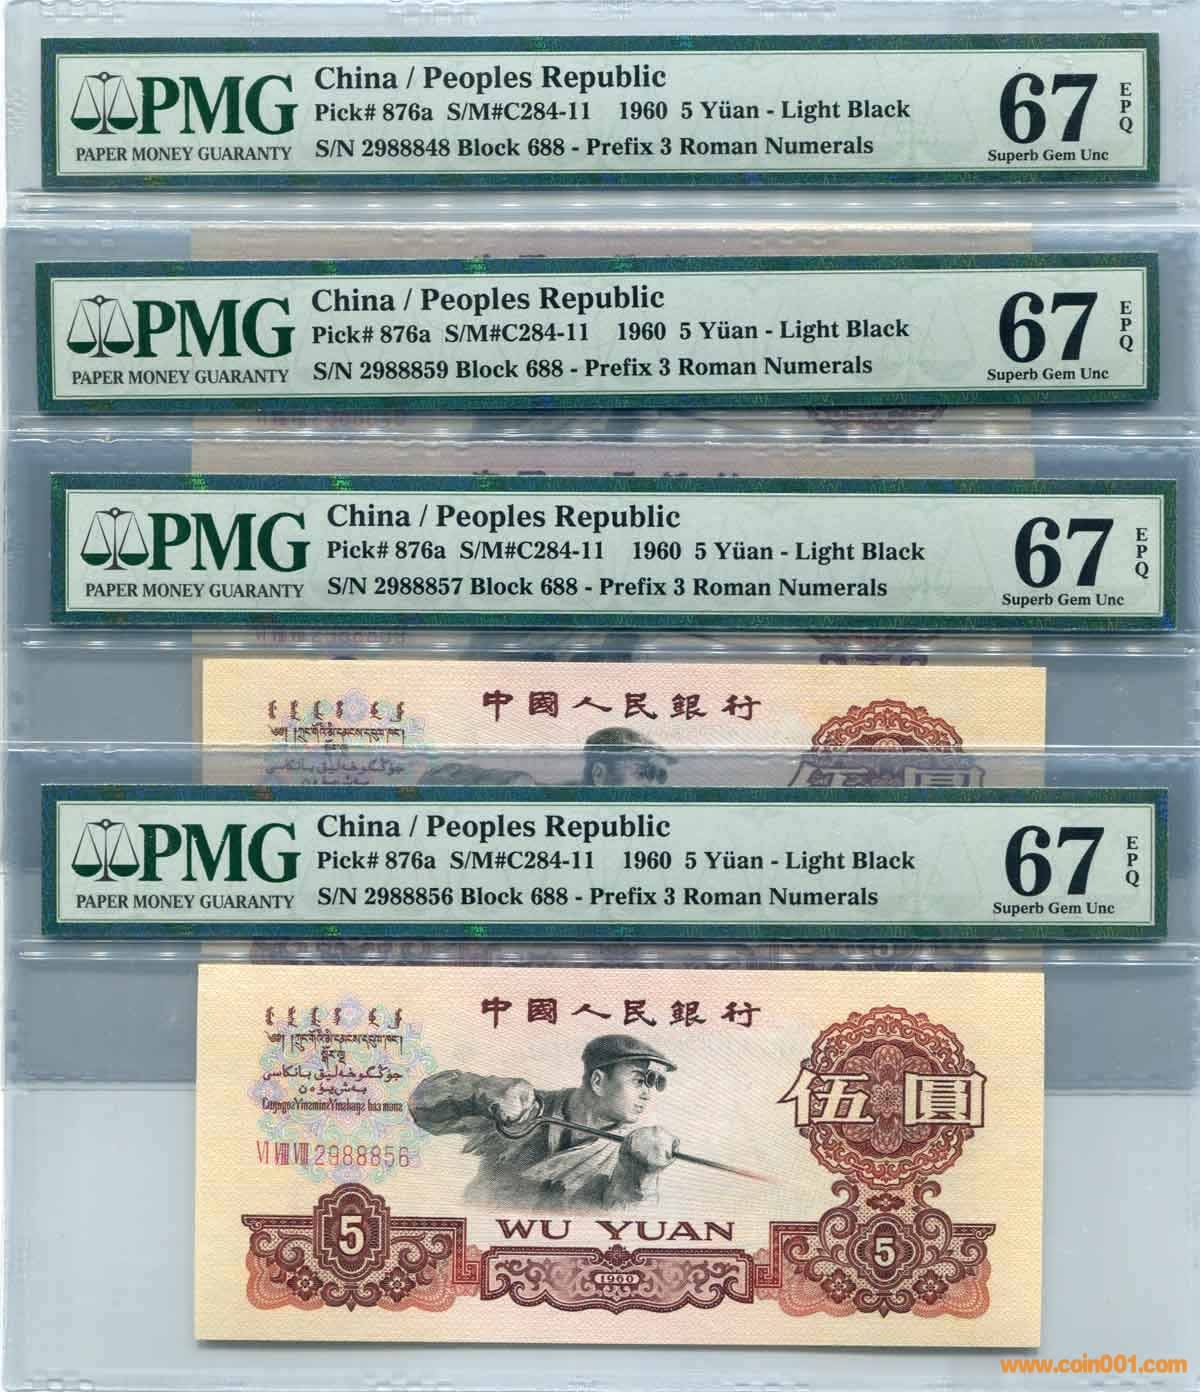 PMG
PAPER MONEY GUARANTY
China / Peoples Republic
Pick# 876a S/M#C284-11 1960 5 Yüan - Light Black
S/N 2988848 Block 688 - Prefix 3 Roman Numerals
67
EPQ
Superb Gem Unc
PMG
PAPER MONEY GUARANTY
China / Peoples Republic
Pick# 876a S/M#C284-11 1960 5 Yüan - Light Black
S/N 2988859 Block 688 - Prefix 3 Roman Numerals
67
EPQ
Superb Gem Unc
PMG
PAPER MONEY GUARANTY
China / Peoples Republic
Pick# 876a S/M#C284-11 1960 5 Yüan - Light Black
S/N 2988857 Block 688 - Prefix 3 Roman Numerals
67
EPQ
Superb Gem Unc
中國人民銀行
伍圓
PMG
PAPER MONEY GUARANTY
China / Peoples Republic
Pick# 876a S/M#C284-11 1960 5 Yüan - Light Black
S/N 2988856 Block 688 - Prefix 3 Roman Numerals
67
EPQ
Superb Gem Unc
中國人民銀行
伍圓
VI VIII VIII 2988856
5
WU YUAN
1960
5
www.coin001.com